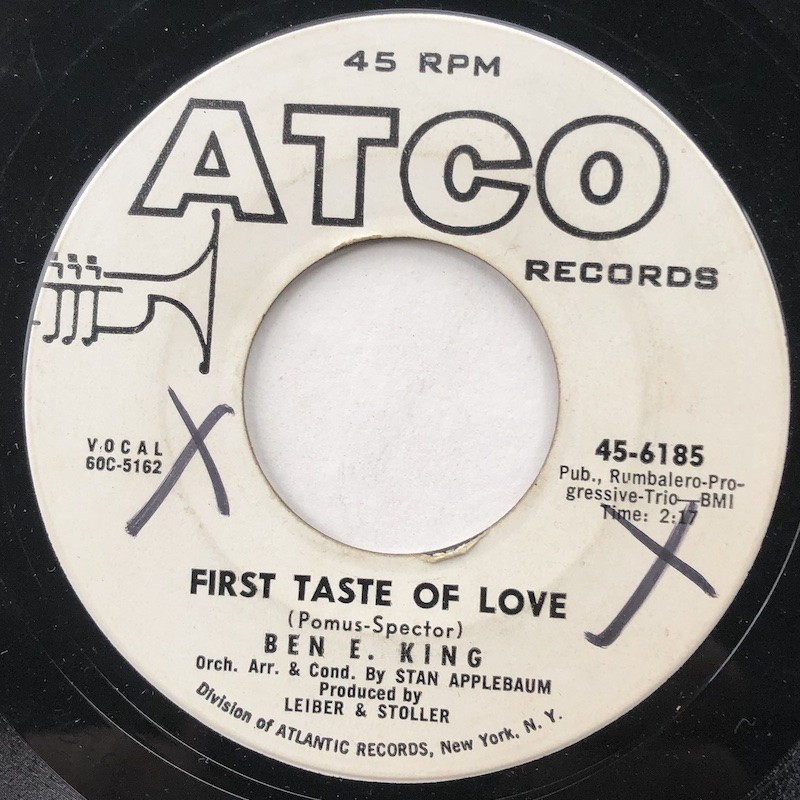 45 RPM
ATCO
RECORDS
VOCAL
60C-5162
45-6185
Pub., Rumbalero-Pro-
gressive-Trio—BMI
Time: 2:17
FIRST TASTE OF LOVE
(Pomus-Spector)
BEN E. KING
Orch. Arr. & Cond. By STAN APPLEBAUM
Produced by
LEIBER & STOLLER
Division of ATLANTIC RECORDS, New York, N. Y.